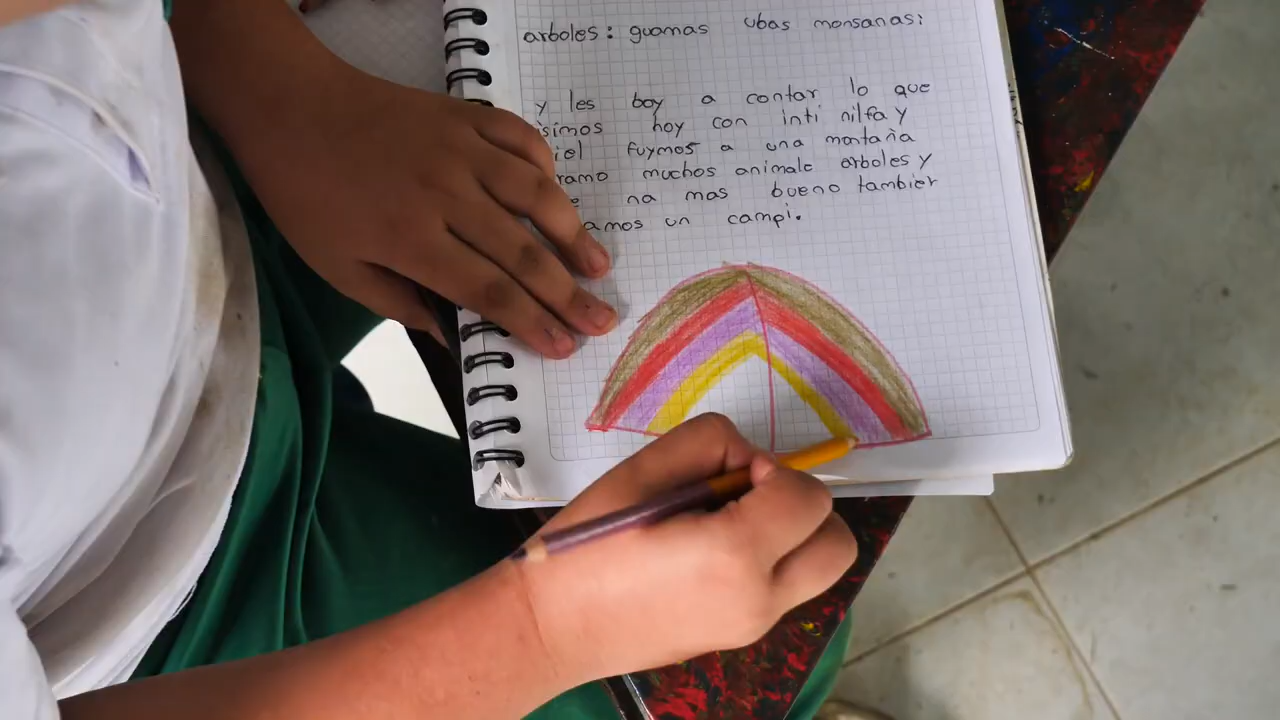 arboles: guamas ubas monsanas:
y les boy a contar lo que
isimos hoy con inti nilfa y
iel fuymos a una montaña
ramo muchos animale arboles y
na mas bueno tambier
amos un campi.